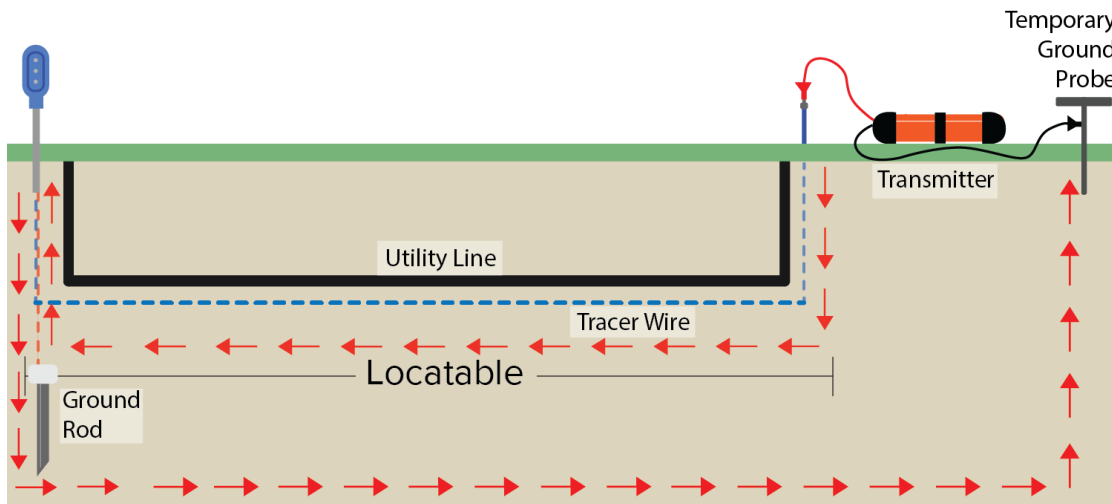 Temporary
Ground
Probe
Transmitter
Utility Line
Tracer Wire
Locatable
Ground
Rod